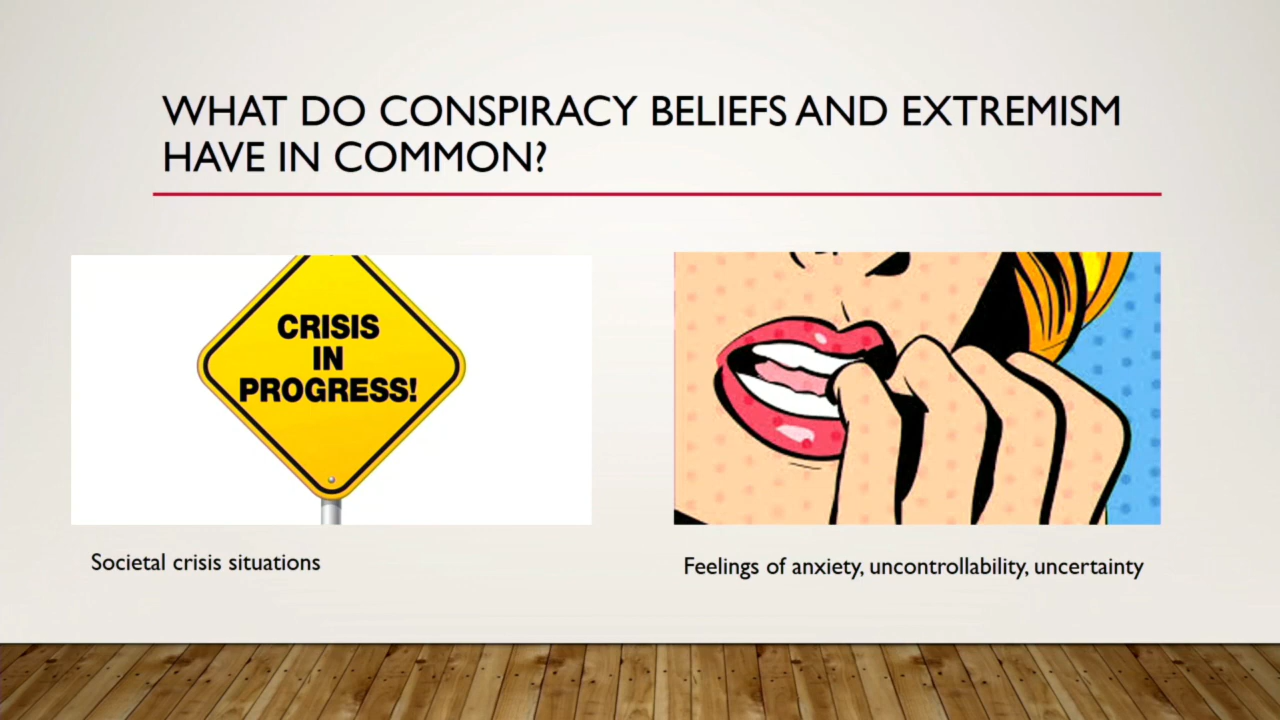 WHAT DO CONSPIRACY BELIEFS AND EXTREMISM
HAVE IN COMMON?
CRISIS
IN
PROGRESS!
Societal crisis situations
Feelings of anxiety, uncontrollability, uncertainty